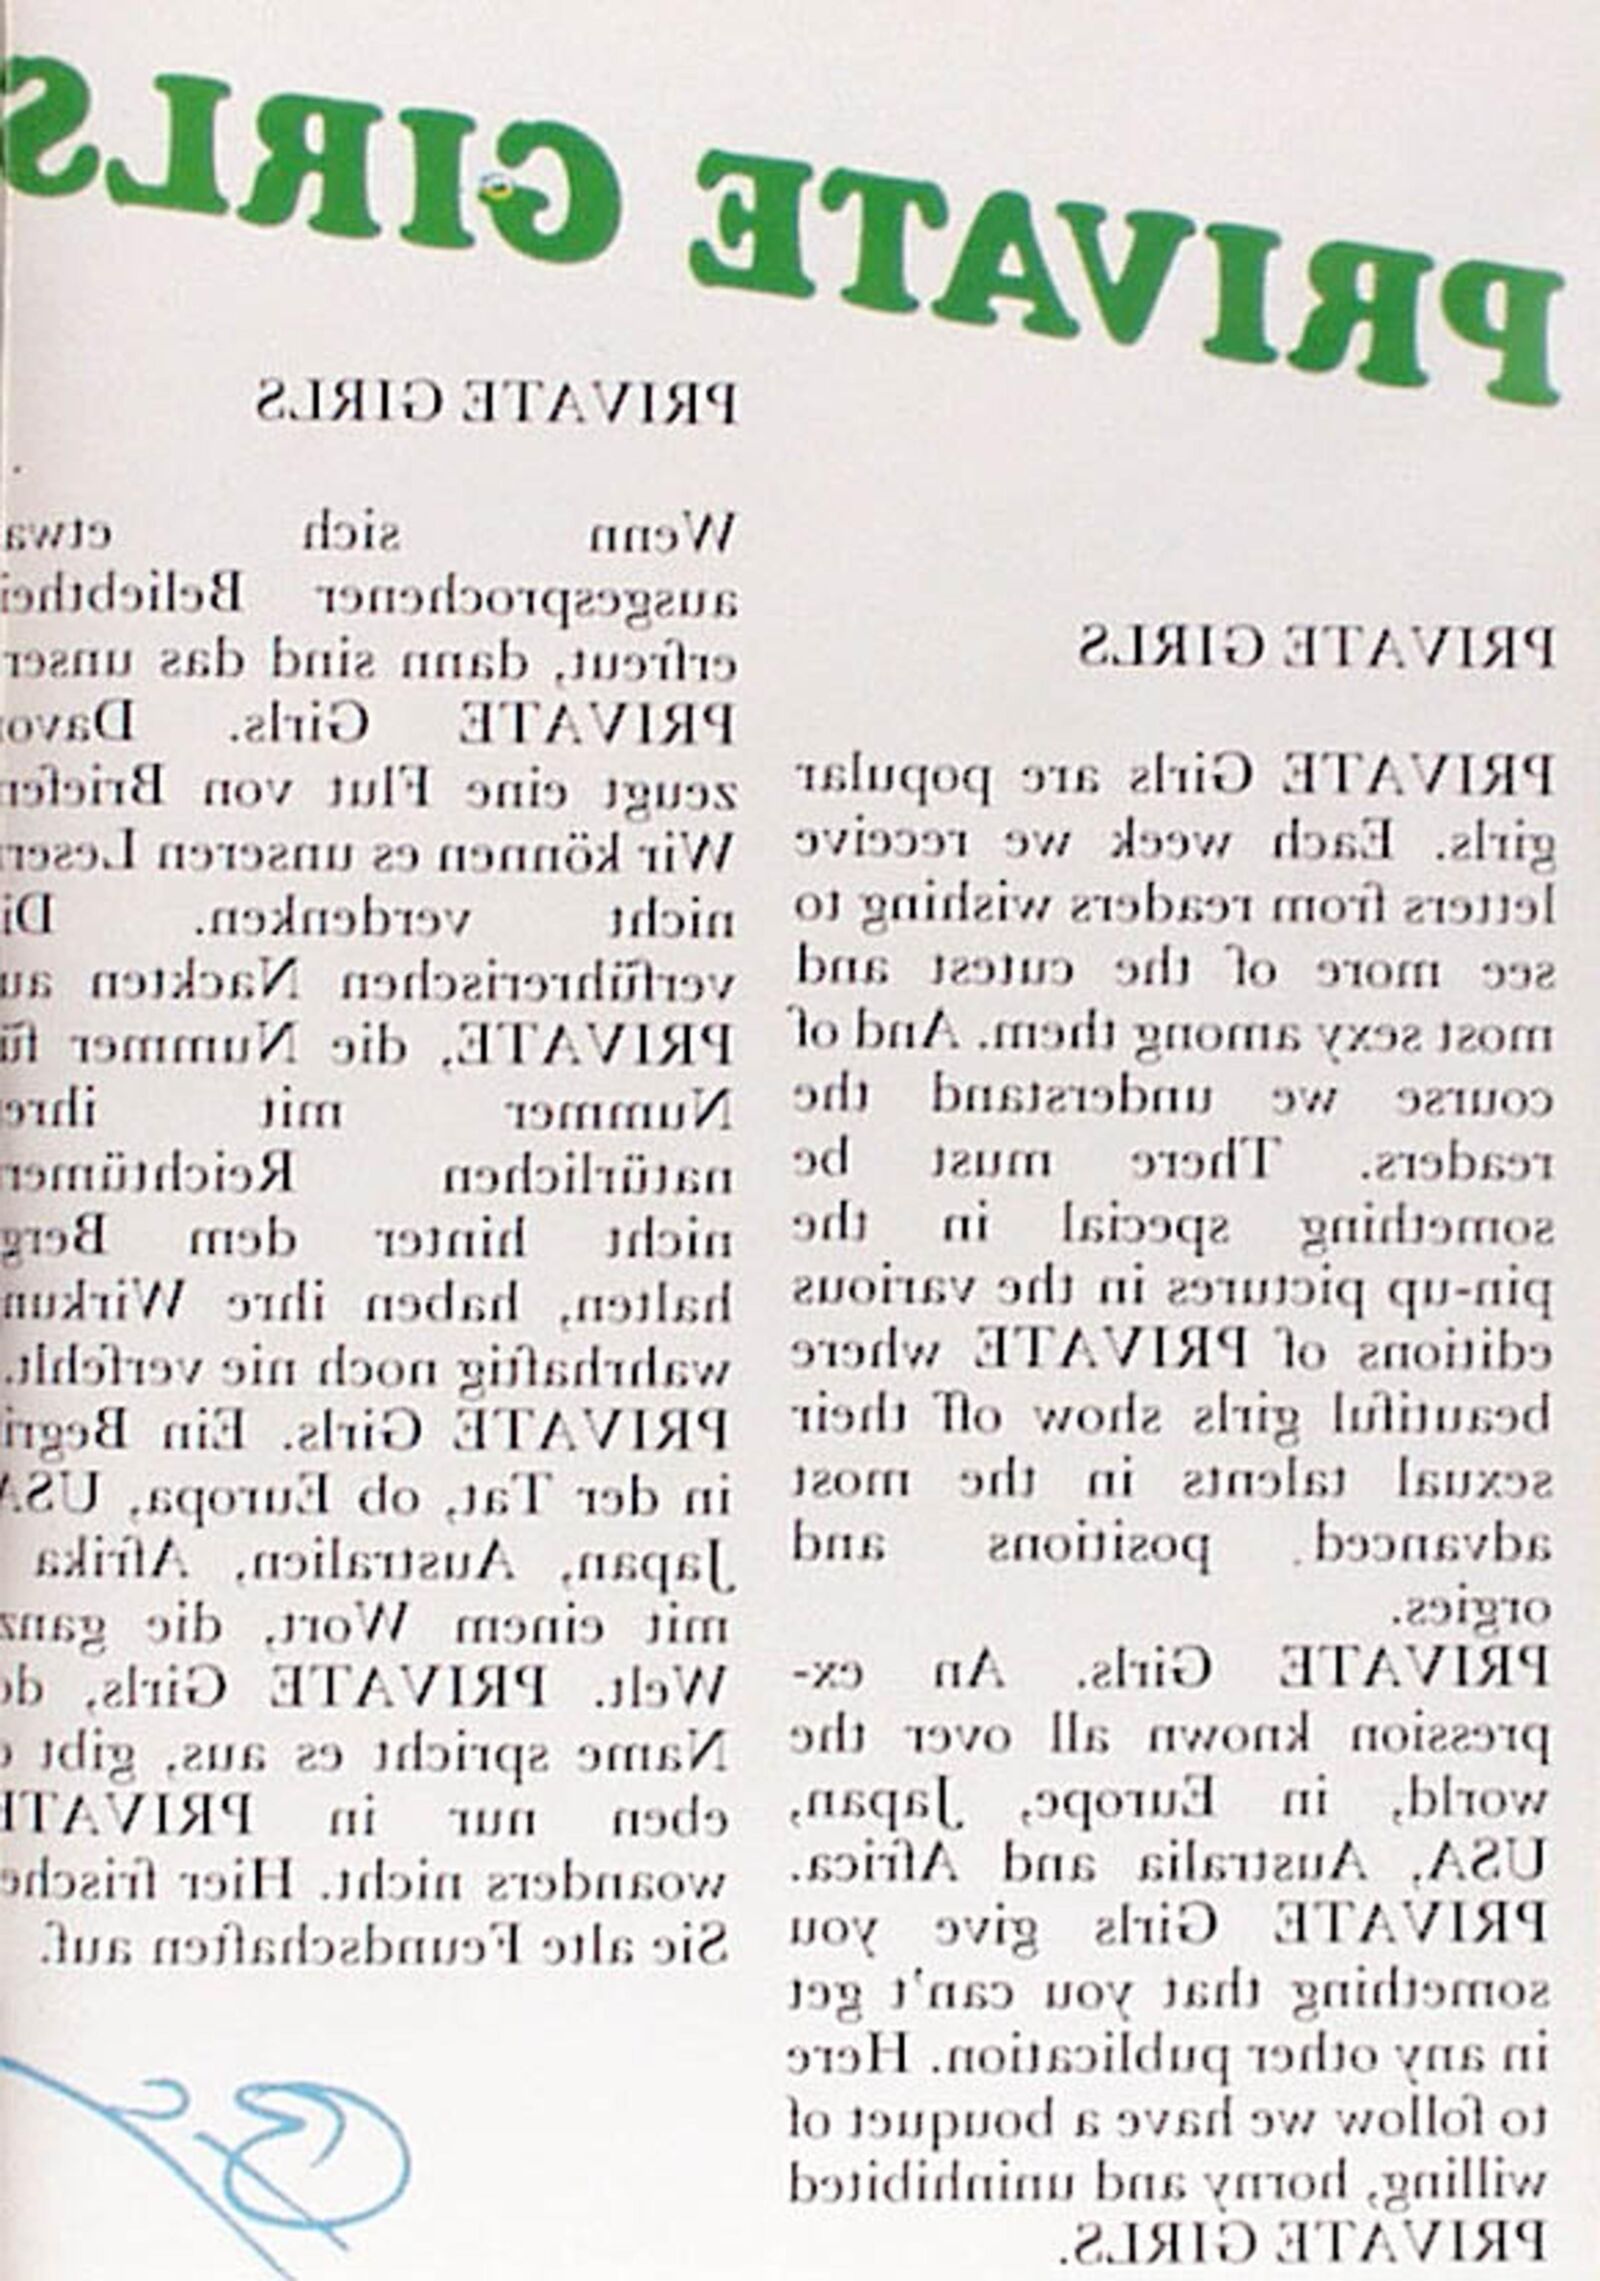 PRIVATE GIRLS
PRIVATE GIRLS
PRIVATE Girls are popular
girls. Each week we receive
letters from readers wishing to
see more of the cutest and
most sexy among them. And of
course we understand the
readers. There must be
something special in the
pin-up pictures in the various
editions of PRIVATE where
beautiful girls show off their
sexual talents in the most
advanced positions and
orgies.
PRIVATE Girls. An ex-
pression known all over the
world, in Europe, Japan,
USA, Australia and Africa.
PRIVATE Girls give you
something that you can't get
in any other publication. Here
to follow we have a bouquet of
willing, horny and uninhibited
PRIVATE GIRLS.
PRIVATE GIRLS
Wenn sich etwa
ausgesprochener Beliebthei
erfreut, dann sind das unser
PRIVATE Girls. Davo
zeugt eine Flut von Briefen
Wir können es unseren Lesern
nicht verdenken. Di
verführerischen Nackten au
PRIVATE, die Nummer fü
Nummer mit ihre
natürlichen Reichtümer
nicht hinter dem Berg
halten, haben ihre Wirkun
wahrhaftig noch nie verfehlt.
PRIVATE Girls. Ein Begri
in der Tat, ob Europa, USA
Japan, Australien, Afrika
mit einem Wort, die ganz
Welt. PRIVATE Girls, de
Name spricht es aus, gibt e
eben nur in PRIVATE
woanders nicht. Hier frische
Sie alte Feundschaften auf.